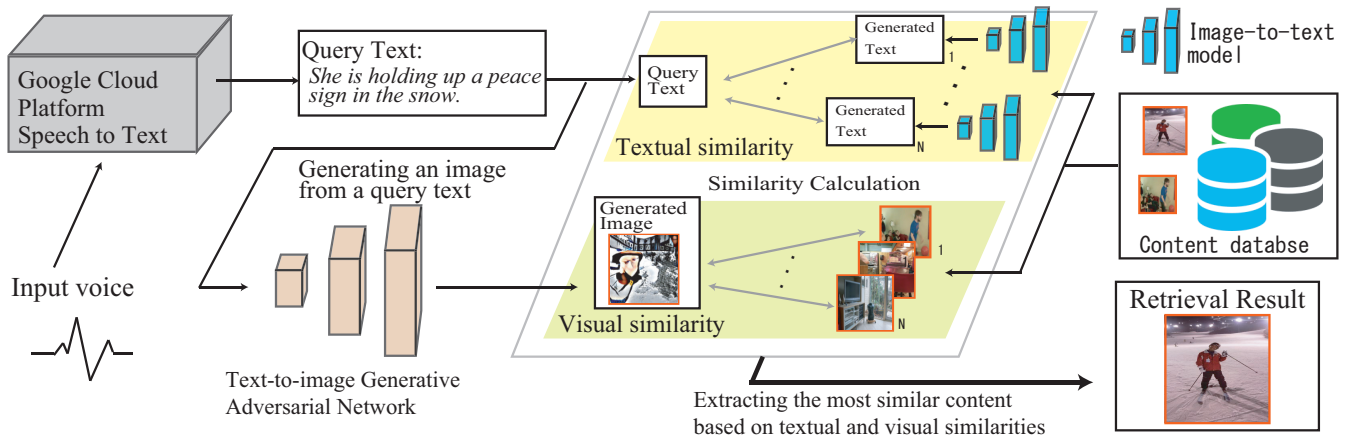 Google Cloud
Platform
Speech to Text
Query Text:
She is holding up a peace
sign in the snow.
Input voice
Generating an image
from a query text
Text-to-image Generative
Adversarial Network
Query
Text
Generated
Text
1
Generated
Text
N
Textual similarity
Similarity Calculation
Generated
Image
1
N
Visual similarity
Extracting the most similar content
based on textual and visual similarities
Image-to-text
model
Content databse
Retrieval Result